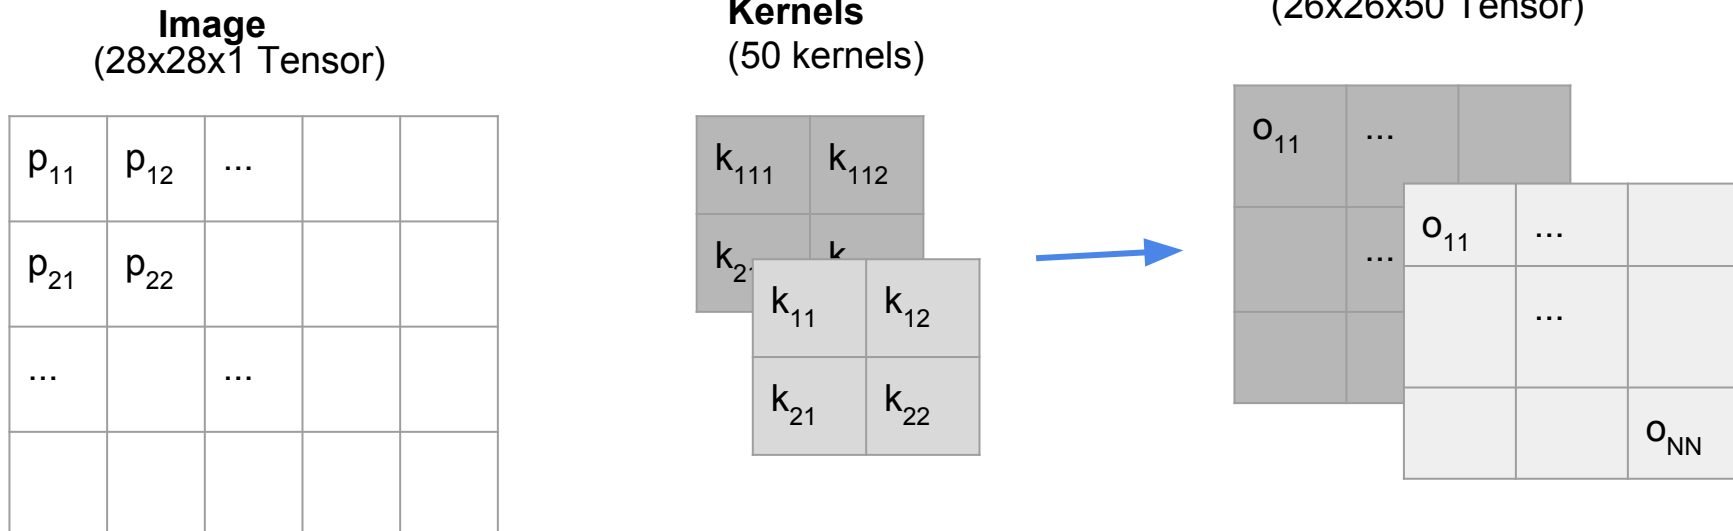 Image
(28x28x1 Tensor)
p11 p12 ...
p21 p22
... ...
Kernels
(50 kernels)
k111 k112
k21 k
k11 k12
k21 k22
(26x26x50 Tensor)
o11 ...
...
o11 ...
...
oNN